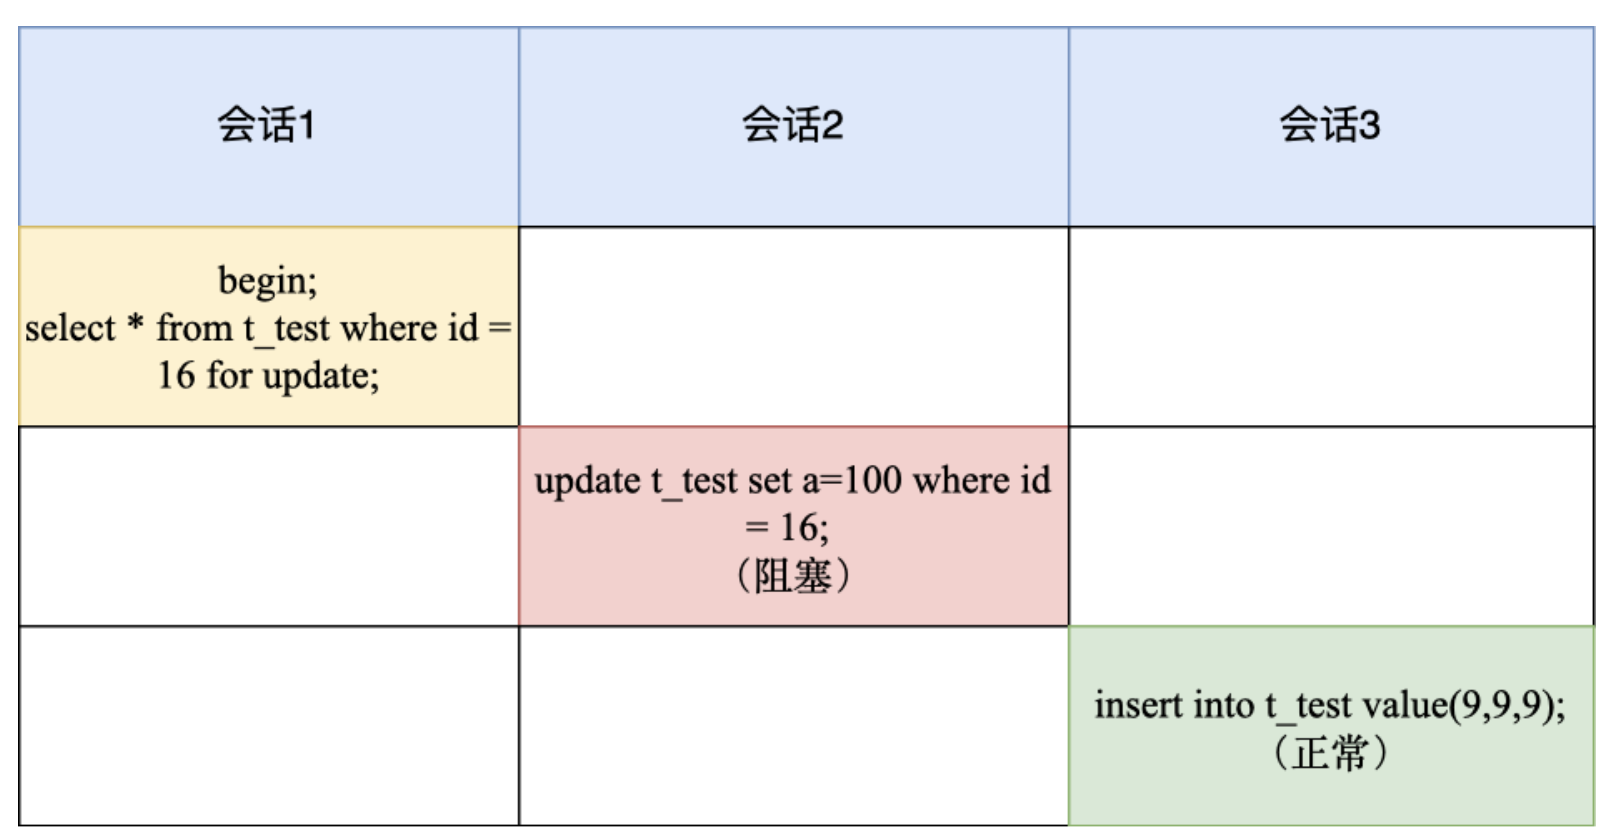 会话1
会话2
会话3
begin;
select * from t_test where id =
16 for update;
update t_test set a=100 where id
= 16;
（阻塞）
insert into t_test value(9,9,9);
（正常）